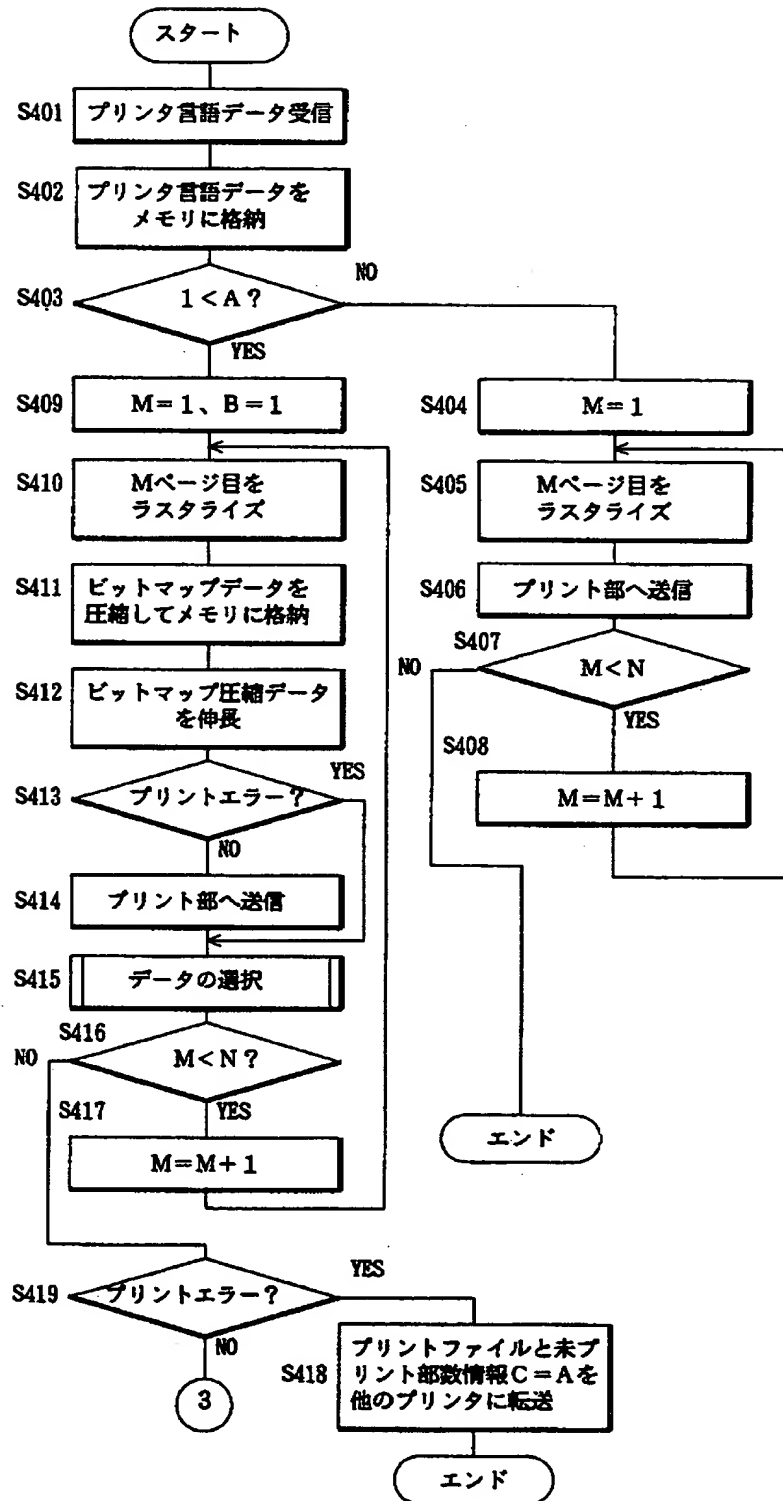 スタート
S401
プリンタ言語データ受信
S402
プリンタ言語データを
メモリに格納
S403
1<A?
NO
YES
S409
M=1、B=1
S410
Mページ目を
ラスタライズ
S411
ビットマップデータを
圧縮してメモリに格納
S412
ビットマップ圧縮データ
を伸長
S413
プリントエラー?
YES
NO
S414
プリント部へ送信
S415
データの選択
S416
M<N?
NO
YES
S417
M=M+1
S419
プリントエラー?
YES
NO
3
S418
プリントファイルと未プ
リント部数情報C=Aを
他のプリンタに転送
エンド
S404
M=1
S405
Mページ目を
ラスタライズ
S406
プリント部へ送信
S407
M<N
NO
YES
S408
M=M+1
エンド